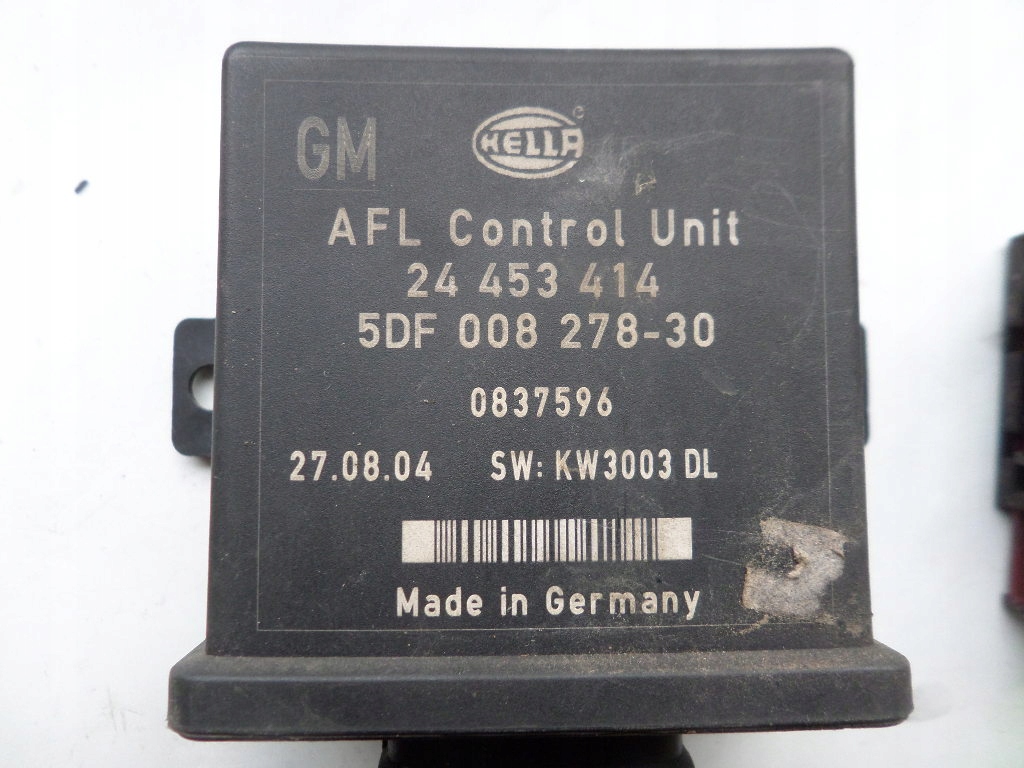 GM HELLA ©
AFL Control Unit
24 453 414
5DF 008 278-30
0837596
27.08.04 SW: KW3003 DL
Made in Germany